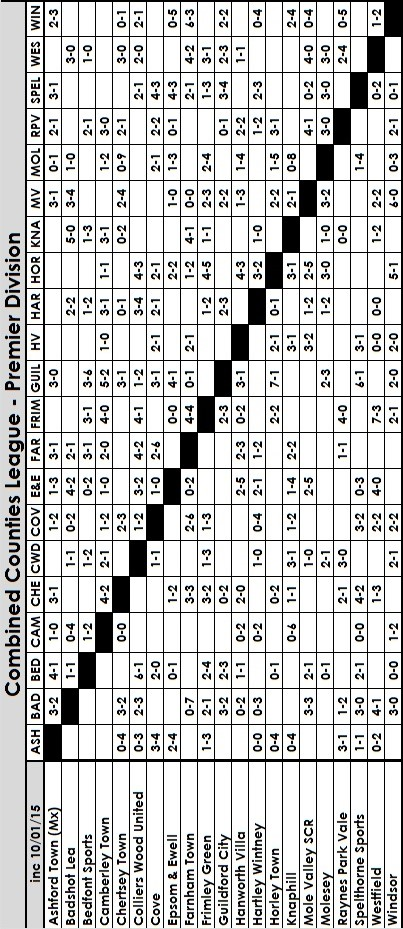 Combined Counties League - Premier Division
inc 10/01/15 ASH BAD BED CAM CHE CWD COV E&E FAR FRIM GUIL HV HAR HOR KNA MV MOL RPV SPEL WES WIN
Ashford Town (Mx) 3-2 4-1 1-0 3-1 1-2 1-3 3-1 3-0 3-1 0-1 2-1 3-1 2-3
Badshot Lea 1-1 0-4 1-1 0-2 4-2 2-1 2-2 5-0 3-4 1-0 3-0
Bedfont Sports 1-2 1-2 0-2 3-1 3-1 3-6 1-2 1-3 2-1 1-0
Camberley Town 4-2 2-1 1-2 1-0 2-0 4-0 5-2 1-0 3-1 1-1 3-1 1-2 3-0
Chertsey Town 0-4 3-2 0-0 2-3 3-1 0-1 0-2 2-4 0-9 2-1 3-0 0-1
Colliers Wood United 0-3 2-3 6-1 1-2 3-2 4-2 4-1 1-2 3-4 4-3 2-1 2-0 2-1
Cove 3-4 2-0 1-1 1-0 2-6 3-1 2-1 2-1 2-1 2-1 2-2 4-3
Epsom & Ewell 2-4 0-1 1-2 0-0 4-1 2-2 1-0 1-3 0-1 4-3 0-5
Farnham Town 0-7 3-3 2-6 0-2 4-4 0-1 2-1 1-2 4-1 0-0 2-1 4-2 6-3
Frimley Green 1-3 2-1 2-4 3-2 1-3 1-3 1-2 4-5 1-1 2-3 2-4 1-3 3-1
Guildford City 3-2 2-3 0-2 2-3 2-3 2-2 0-1 3-4 2-3 2-2
Hanworth Villa 0-2 1-1 0-2 2-0 2-5 2-3 0-2 3-1 4-3 1-3 1-4 2-2 1-1
Hartley Wintney 0-0 0-3 0-2 1-0 0-4 2-1 1-2 3-2 1-0 1-2 2-3 0-4
Horley Town 0-4 0-1 0-2 2-2 7-1 2-1 0-1 2-2 1-5 3-1
Knaphill 0-4 0-6 1-1 3-1 1-2 1-4 2-2 3-1 3-1 2-1 0-8 2-4
Mole Valley SCR 3-3 2-1 1-0 2-5 3-2 1-2 2-5 4-1 0-2 4-0
Molesey 0-1 2-1 2-3 1-2 3-0 1-0 3-2 3-0 3-0 3-0 4-4
Raynes Park Vale 3-1 1-2 2-1 3-0 1-1 4-0 0-0 2-4 0-5
Spelthorne Sports 1-1 3-0 2-1 0-0 4-2 3-2 0-3 6-1 3-1 1-4
Westfield 0-2 4-1 1-3 2-2 4-0 7-3 0-0 0-0 1-2 2-2 0-2 1-2
Windsor 3-0 0-0 1-2 2-1 2-2 2-1 2-0 2-0 5-1 6-0 0-3 2-1 0-1